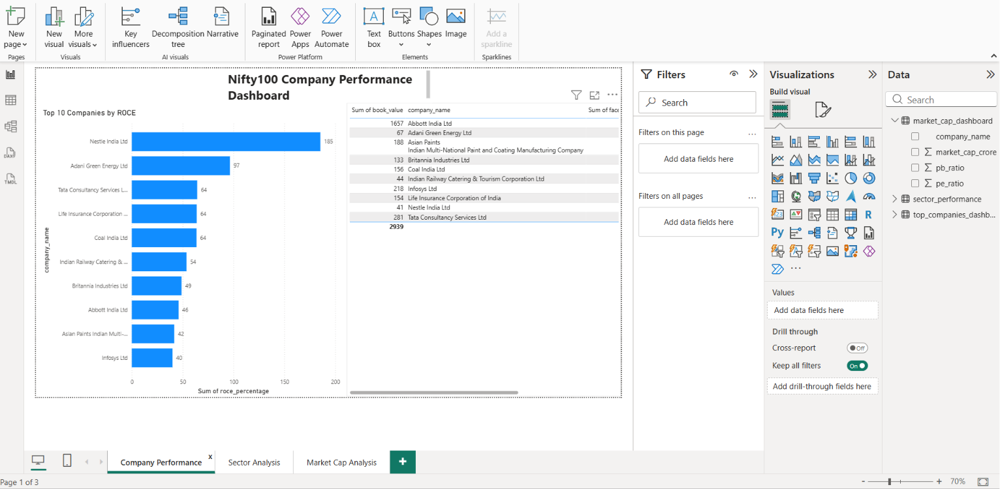 New page
New visual
More visuals
Key influencers
Decomposition tree
Narrative
Paginated report
Power Apps
Power Automate
Text box
Buttons
Shapes
Image
Add a sparkline
Pages
Visuals
AI visuals
Power Platform
Elements
Sparklines
DAX
TMDL
Nifty100 Company Performance
Dashboard
Top 10 Companies by ROCE
company_name
Nestle India Ltd 185
Adani Green Energy Ltd 97
Tata Consultancy Services L... 64
Life Insurance Corporation ... 64
Coal India Ltd 64
Indian Railway Catering & ... 54
Britannia Industries Ltd 49
Abbott India Ltd 46
Asian Paints Indian Multi-... 42
Infosys Ltd 40
0 50 100 150 200
Sum of roce_percentage
Sum of book_value company_name Sum of face
1657 Abbott India Ltd
67 Adani Green Energy Ltd
188 Asian Paints
Indian Multi-National Paint and Coating Manufacturing Company
133 Britannia Industries Ltd
156 Coal India Ltd
44 Indian Railway Catering & Tourism Corporation Ltd
218 Infosys Ltd
154 Life Insurance Corporation of India
41 Nestle India Ltd
281 Tata Consultancy Services Ltd
2939
Filters
Search
Filters on this page ...
Add data fields here
Filters on all pages ...
Add data fields here
Visualizations
Build visual
123
R
Py
...
Values
Add data fields here
Drill through
Cross-report Off
Keep all filters On
Add drill-through fields here
Data
Search
market_cap_dashboard
company_name
Σ market_cap_crore
Σ pb_ratio
Σ pe_ratio
sector_performance
top_companies_dashb...
Company Performance x
Sector Analysis
Market Cap Analysis
+
Page 1 of 3
- + 70%